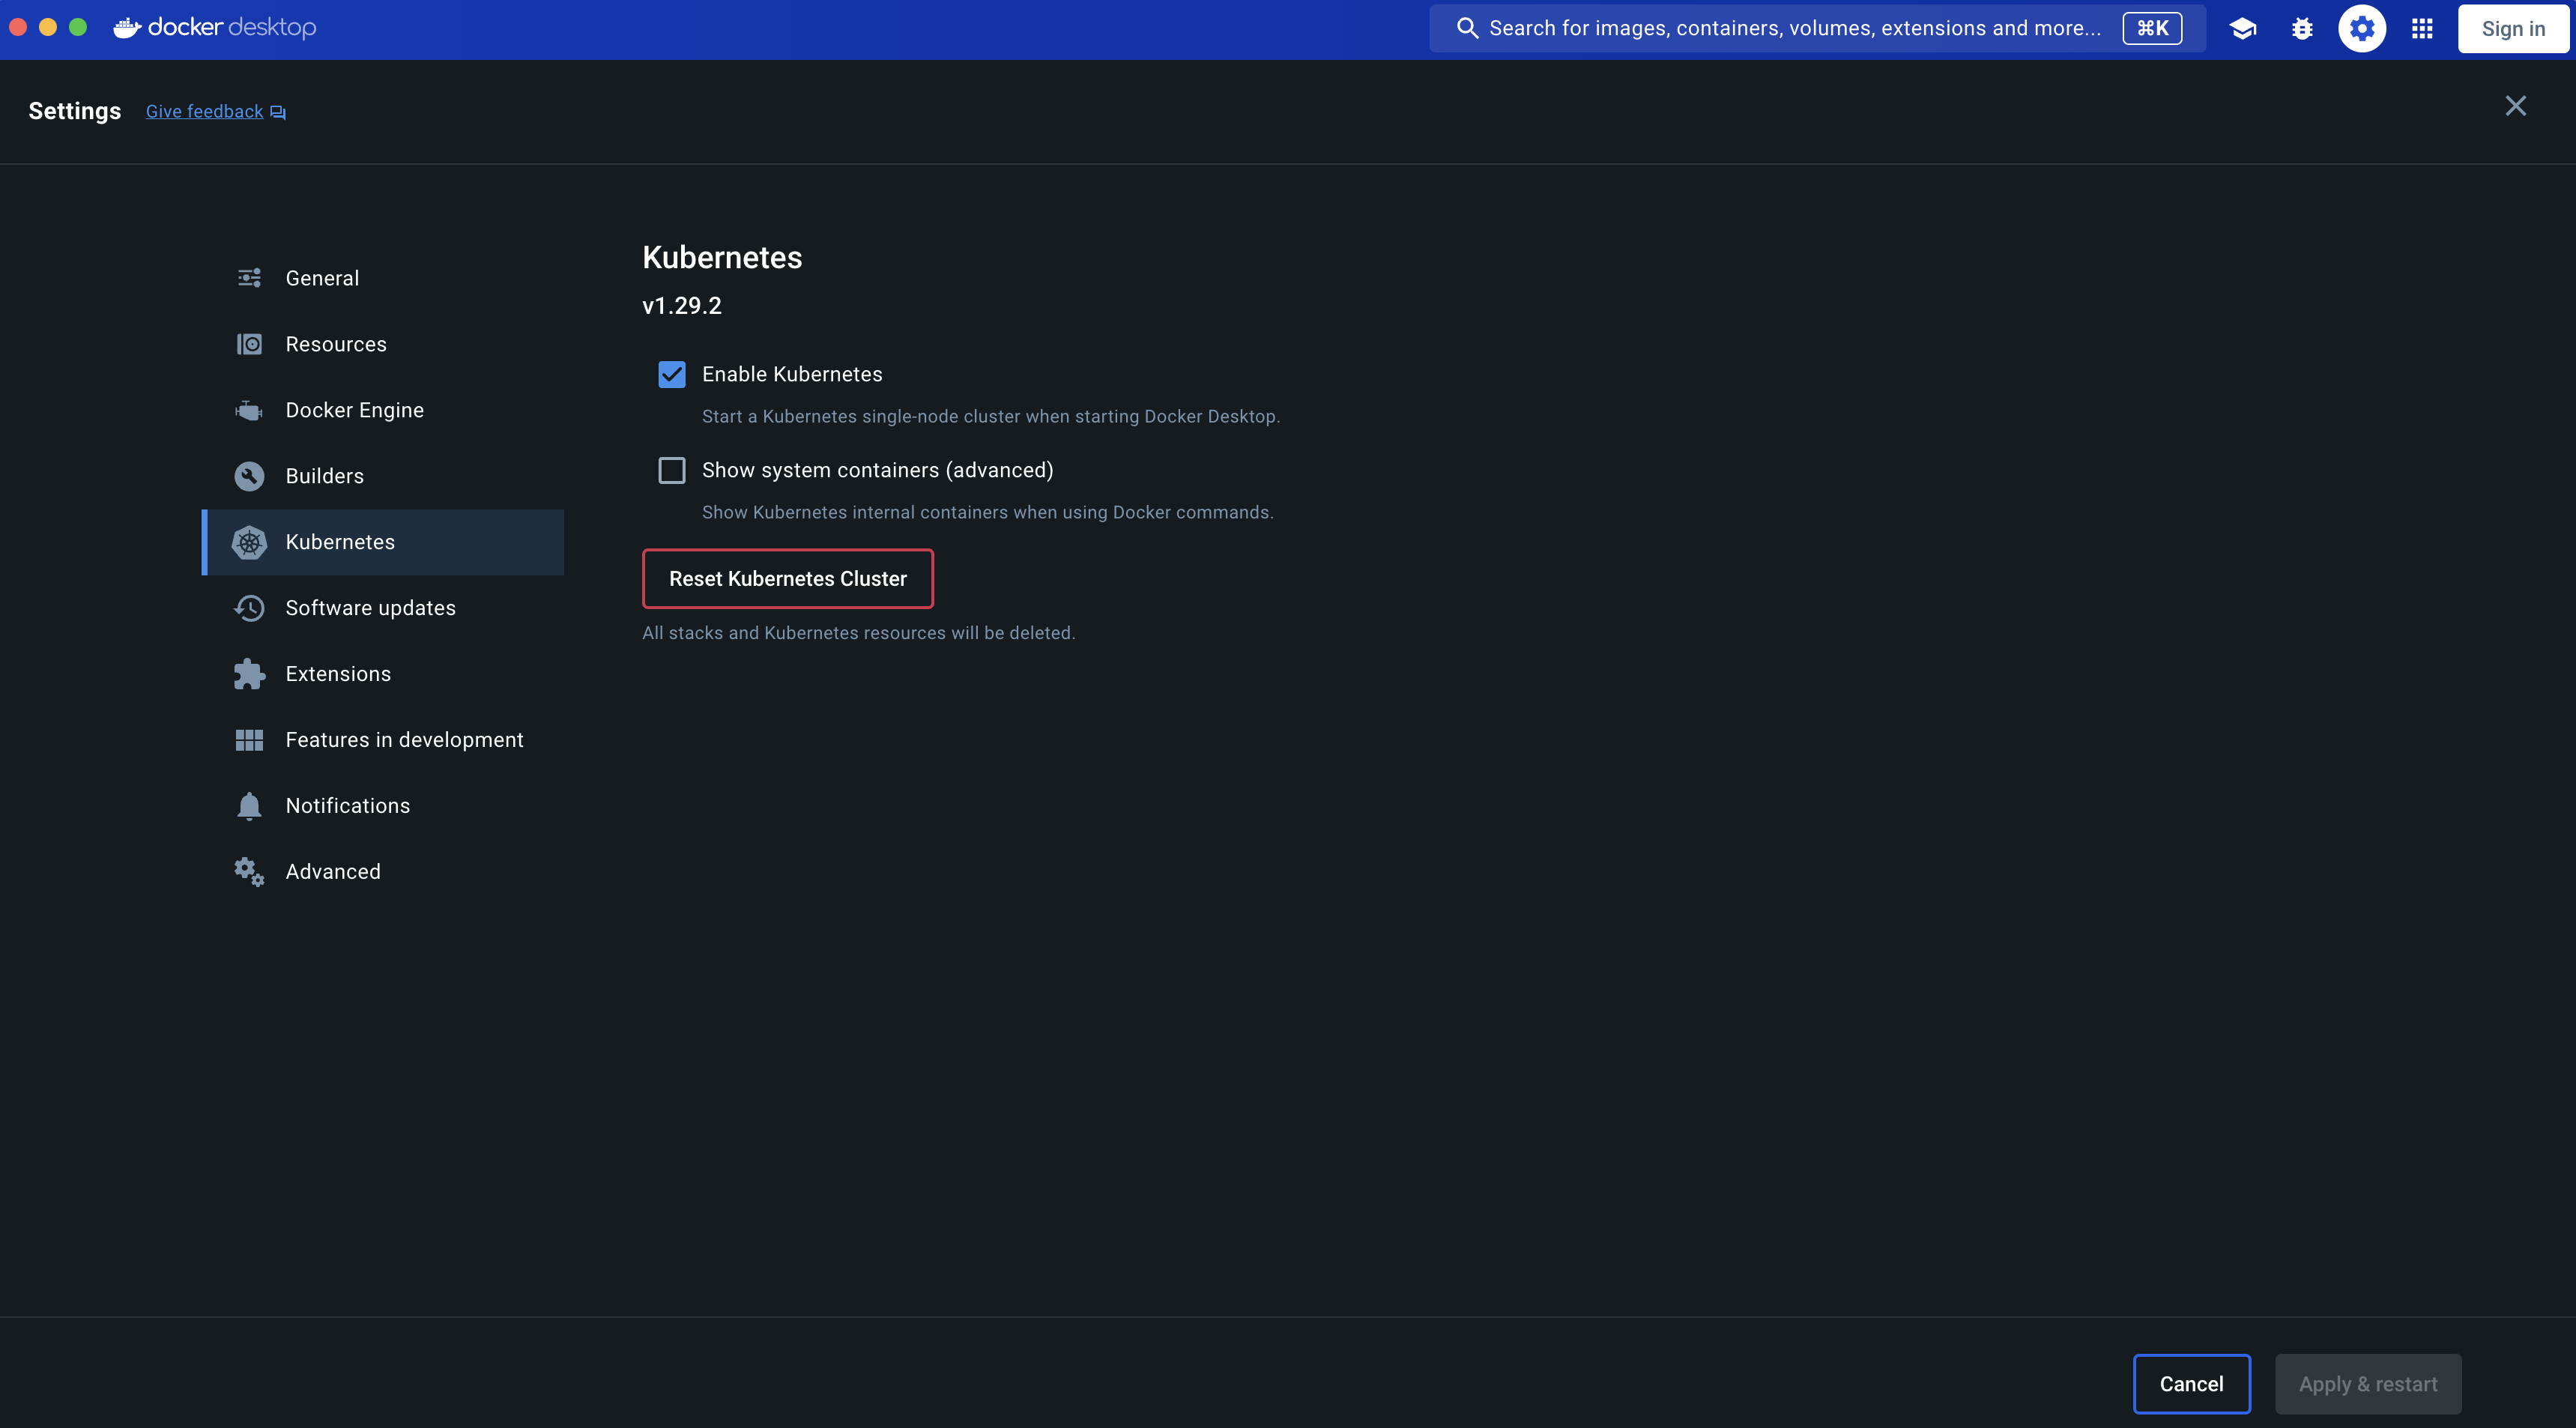 docker desktop
Search for images, containers, volumes, extensions and more... ⌘K
Sign in
Settings Give feedback
General
Resources
Docker Engine
Builders
Kubernetes
Software updates
Extensions
Features in development
Notifications
Advanced
Kubernetes
v1.29.2
Enable Kubernetes
Start a Kubernetes single-node cluster when starting Docker Desktop.
Show system containers (advanced)
Show Kubernetes internal containers when using Docker commands.
Reset Kubernetes Cluster
All stacks and Kubernetes resources will be deleted.
Cancel Apply & restart